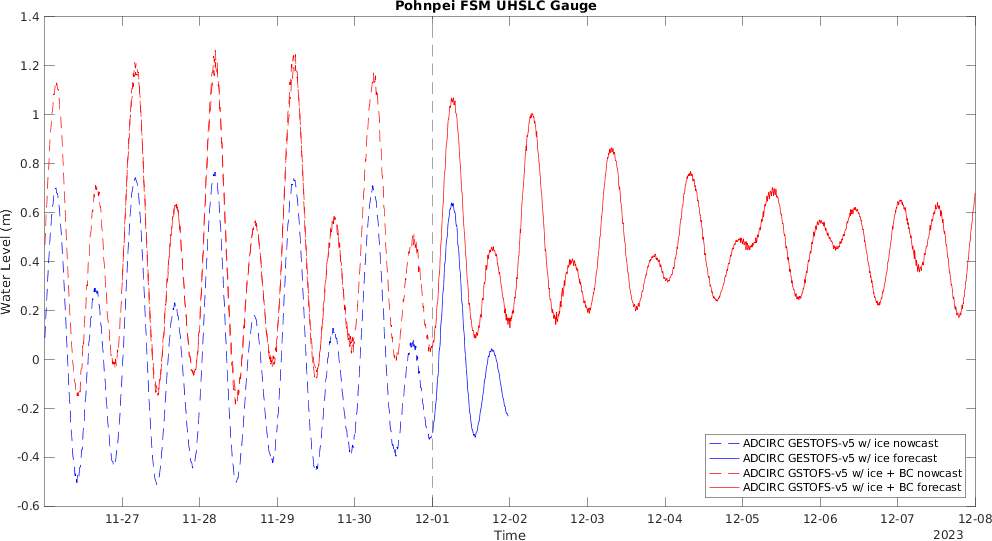 Pohnpei FSM UHSLC Gauge
1.4
1.2
1
0.8
0.6
0.4
0.2
0
-0.2
-0.4
-0.6
Water Level (m)
ADCIRC GESTOFS-v5 w/ ice nowcast
ADCIRC GESTOFS-v5 w/ ice forecast
ADCIRC GSTOFS-v5 w/ ice + BC nowcast
ADCIRC GSTOFS-v5 w/ ice + BC forecast
11-27 11-28 11-29 11-30 12-01 12-02 12-03 12-04 12-05 12-06 12-07 12-08
Time
2023